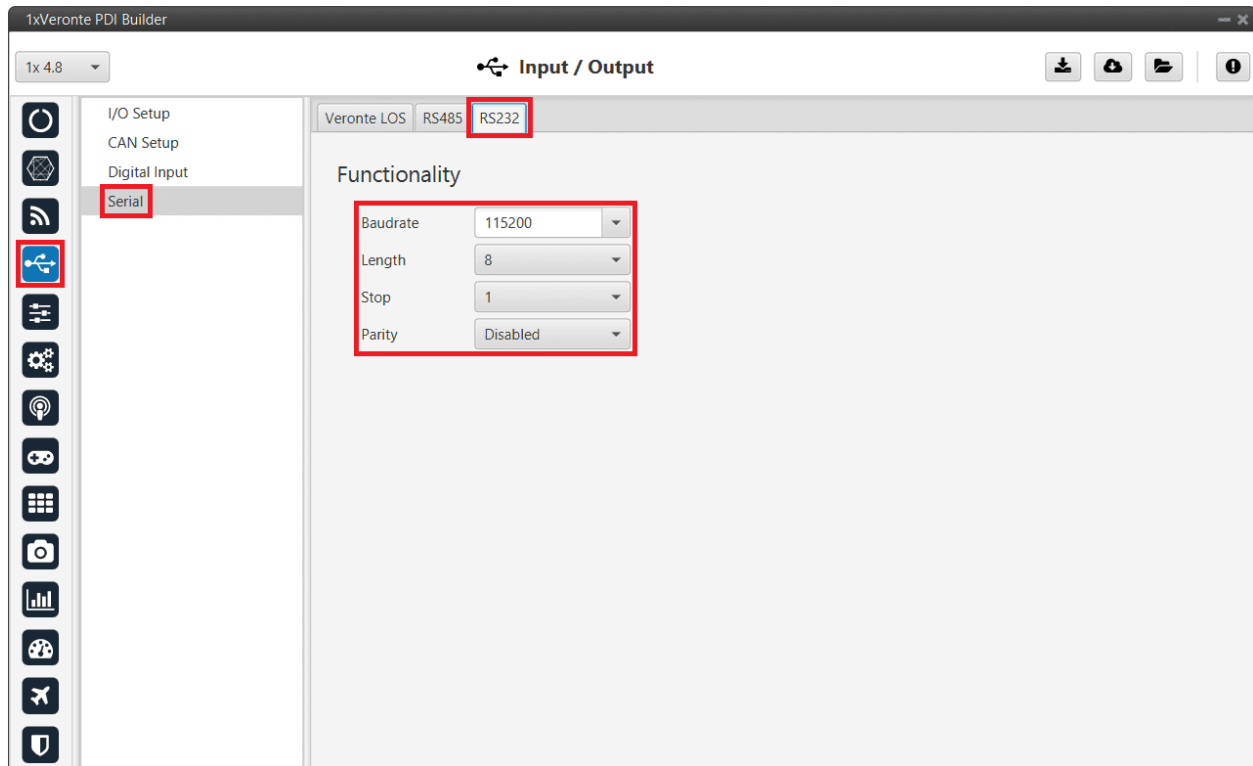 1xVeronte PDI Builder
1x 4.8
Input / Output
I/O Setup
CAN Setup
Digital Input
Serial
Veronte LOS RS485 RS232
Functionality
Baudrate 115200
Length 8
Stop 1
Parity Disabled